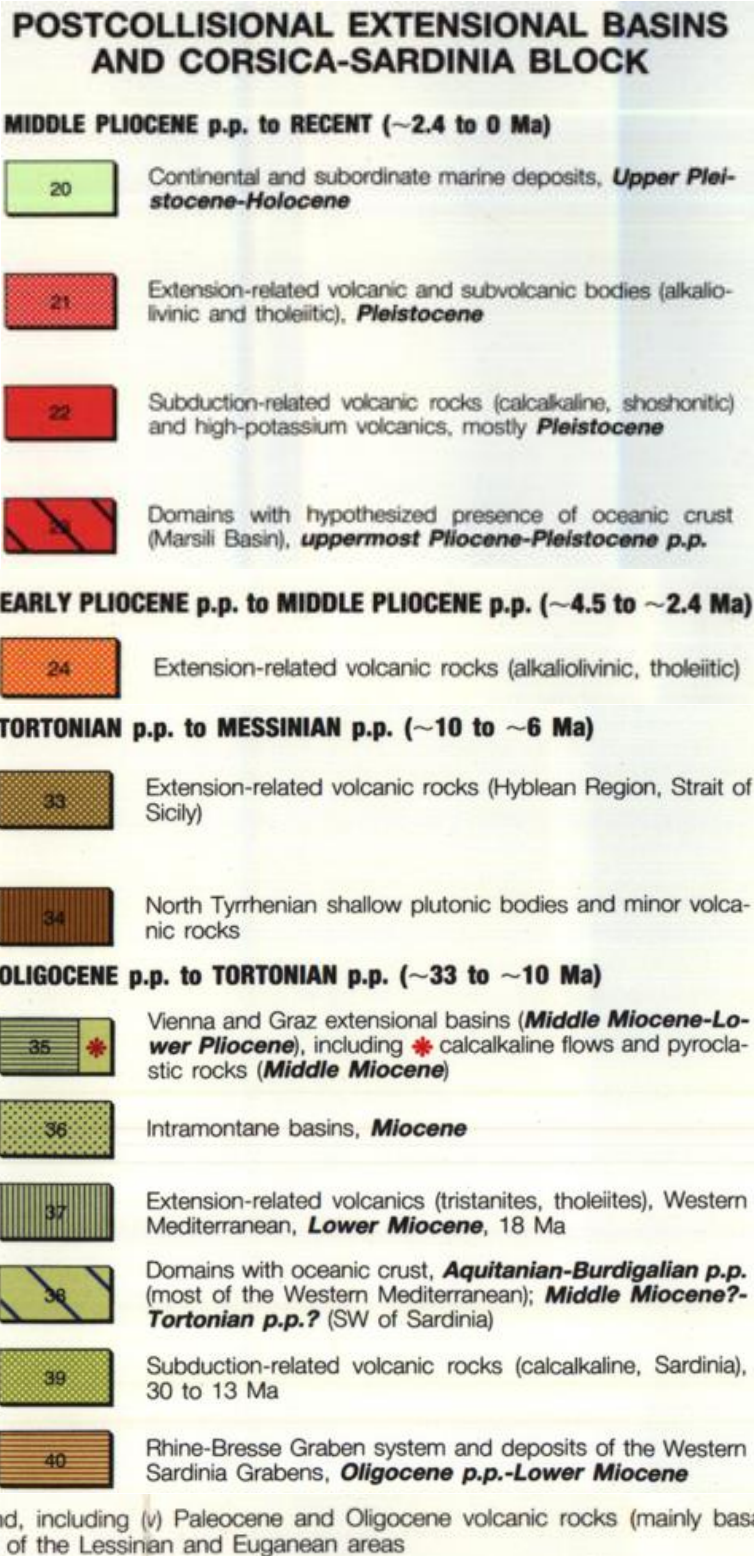 POSTCOLLISIONAL EXTENSIONAL BASINS
AND CORSICA-SARDINIA BLOCK
MIDDLE PLIOCENE p.p. to RECENT (~2.4 to 0 Ma)
20
Continental and subordinate marine deposits, Upper Plei-
stocene-Holocene
21
Extension-related volcanic and subvolcanic bodies (alkalio-
livinic and tholeiitic), Pleistocene
22
Subduction-related volcanic rocks (calcalkaline, shoshonitic)
and high-potassium volcanics, mostly Pleistocene
23
Domains with hypothesized presence of oceanic crust
(Marsili Basin), uppermost Pliocene-Pleistocene p.p.
EARLY PLIOCENE p.p. to MIDDLE PLIOCENE p.p. (~4.5 to ~2.4 Ma)
24
Extension-related volcanic rocks (alkaliolivinic, tholeiitic)
TORTONIAN p.p. to MESSINIAN p.p. (~10 to ~6 Ma)
33
Extension-related volcanic rocks (Hyblean Region, Strait of
Sicily)
34
North Tyrrhenian shallow plutonic bodies and minor volca-
nic rocks
OLIGOCENE p.p. to TORTONIAN p.p. (~33 to ~10 Ma)
35 *
Vienna and Graz extensional basins (Middle Miocene-Lo-
wer Pliocene), including * calcalkaline flows and pyrocla-
stic rocks (Middle Miocene)
36
Intramontane basins, Miocene
37
Extension-related volcanics (tristanites, tholeiites), Western
Mediterranean, Lower Miocene, 18 Ma
38
Domains with oceanic crust, Aquitanian-Burdigalian p.p.
(most of the Western Mediterranean); Middle Miocene?-
Tortonian p.p.? (SW of Sardinia)
39
Subduction-related volcanic rocks (calcalkaline, Sardinia),
30 to 13 Ma
40
Rhine-Bresse Graben system and deposits of the Western
Sardinia Grabens, Oligocene p.p.-Lower Miocene
nd, including (v) Paleocene and Oligocene volcanic rocks (mainly basa
of the Lessinian and Euganean areas